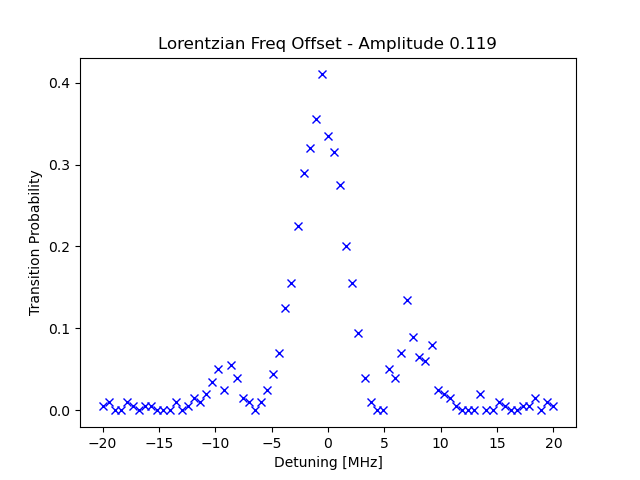 Lorentzian Freq Offset - Amplitude 0.119
Transition Probability
0.4
0.3
0.2
0.1
0.0
−20 −15 −10 −5 0 5 10 15 20
Detuning [MHz]